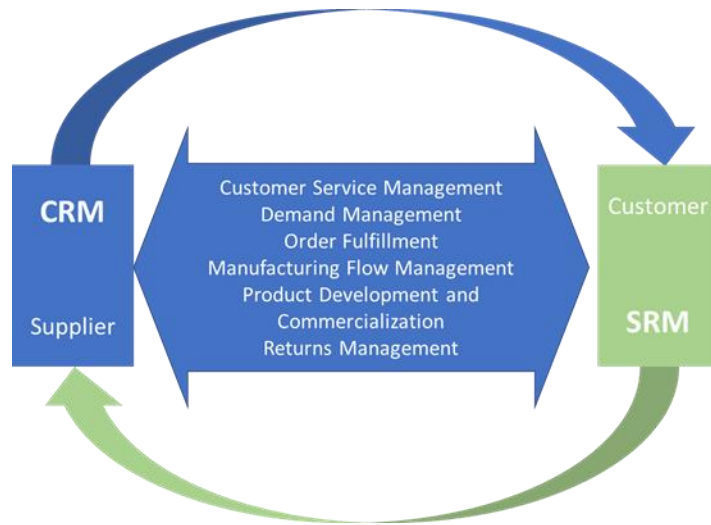 CRM
Supplier
Customer Service Management
Demand Management
Order Fulfillment
Manufacturing Flow Management
Product Development and
Commercialization
Returns Management
Customer
SRM